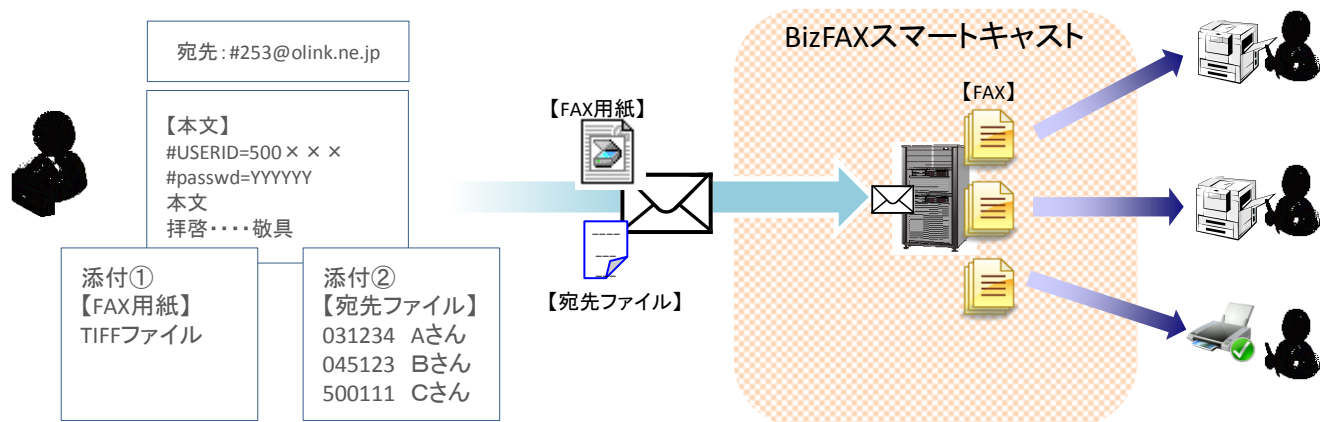 宛先：#253@olink.ne.jp
【本文】
#USERID=500×××
#passwd=YYYYYY
本文
拝啓・・・・敬具
添付①
【FAX用紙】
TIFFファイル
添付②
【宛先ファイル】
031234 Aさん
045123 Bさん
500111 Cさん
【FAX用紙】
【宛先ファイル】
BizFAXスマートキャスト
【FAX】